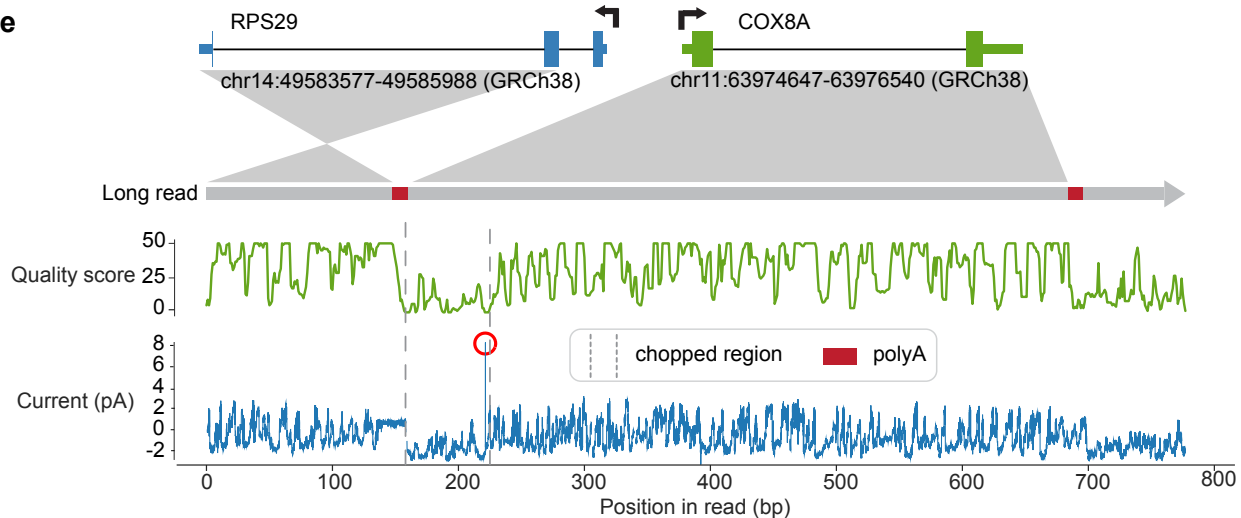 e
RPS29
COX8A
chr14:49583577-49585988 (GRCh38)
chr11:63974647-63976540 (GRCh38)
Long read
Quality score
50
25
0
chopped region
polyA
Current (pA)
8
6
4
2
0
-2
0 100 200 300 400 500 600 700 800
Position in read (bp)